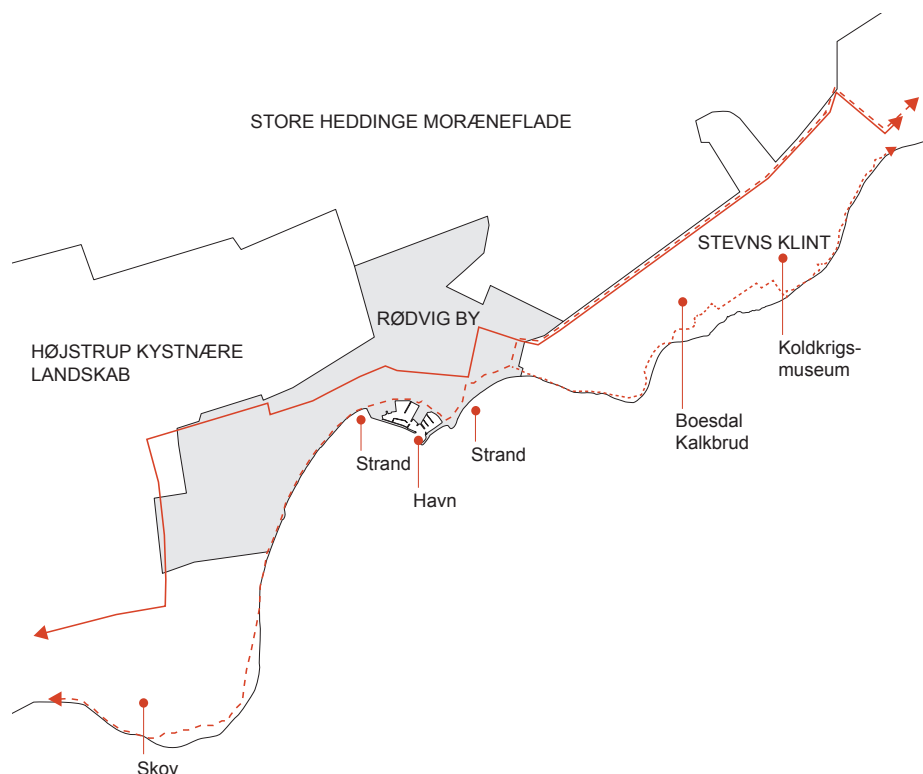 STORE HEDDINGE MORÆNEFLADE
STEVNS KLINT
RØDVIG BY
HØJSTRUP KYSTNÆRE
LANDSKAB
Koldkrigs-
museum
Boesdal
Kalkbrud
Strand
Strand
Havn
Skov